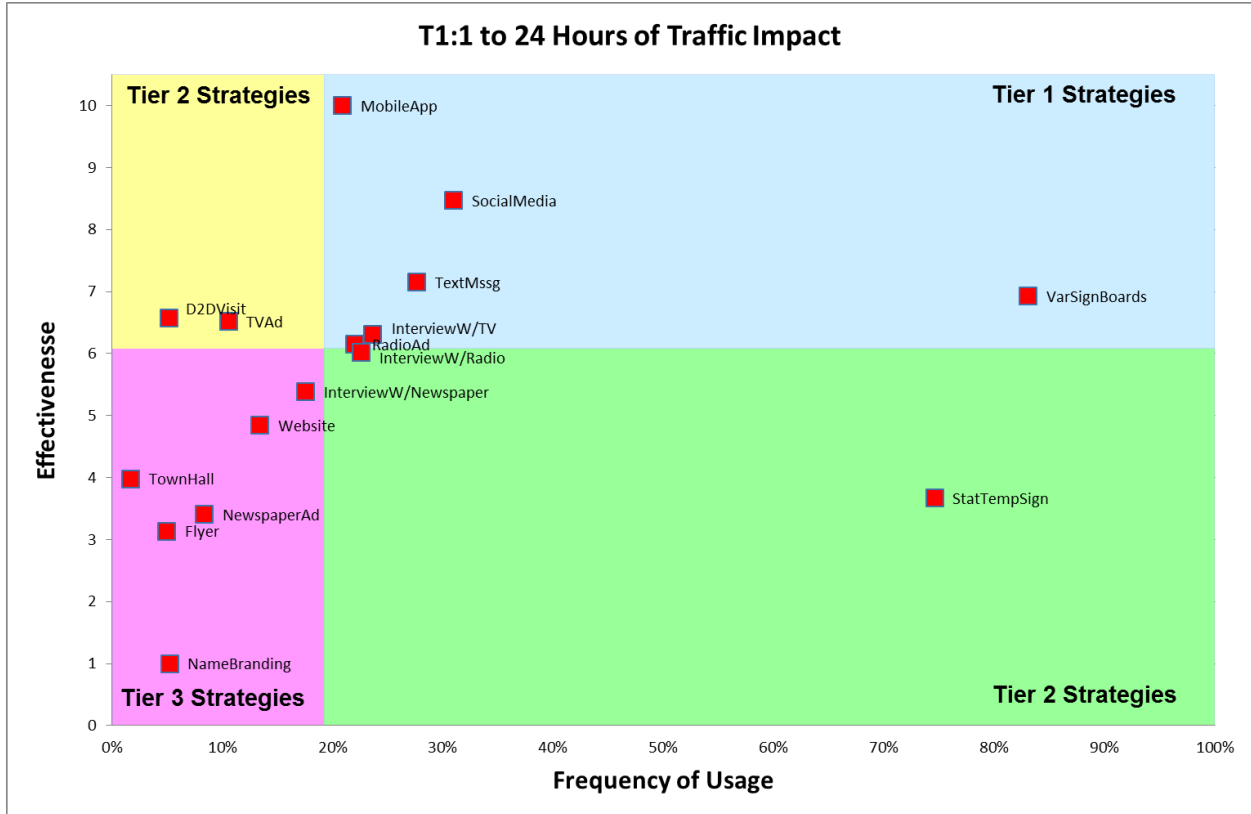 T1:1 to 24 Hours of Traffic Impact
Tier 2 Strategies
Tier 1 Strategies
10
MobileApp
9
SocialMedia
8
TextMssg
7
VarSignBoards
D2DVisit
TVAd
InterviewW/TV
RadioAd
6
InterviewW/Radio
InterviewW/Newspaper
5
Website
4
TownHall
StatTempSign
NewspaperAd
3
Flyer
2
1
NameBranding
Tier 3 Strategies
Tier 2 Strategies
0
Effectivenesse
0% 10% 20% 30% 40% 50% 60% 70% 80% 90% 100%
Frequency of Usage